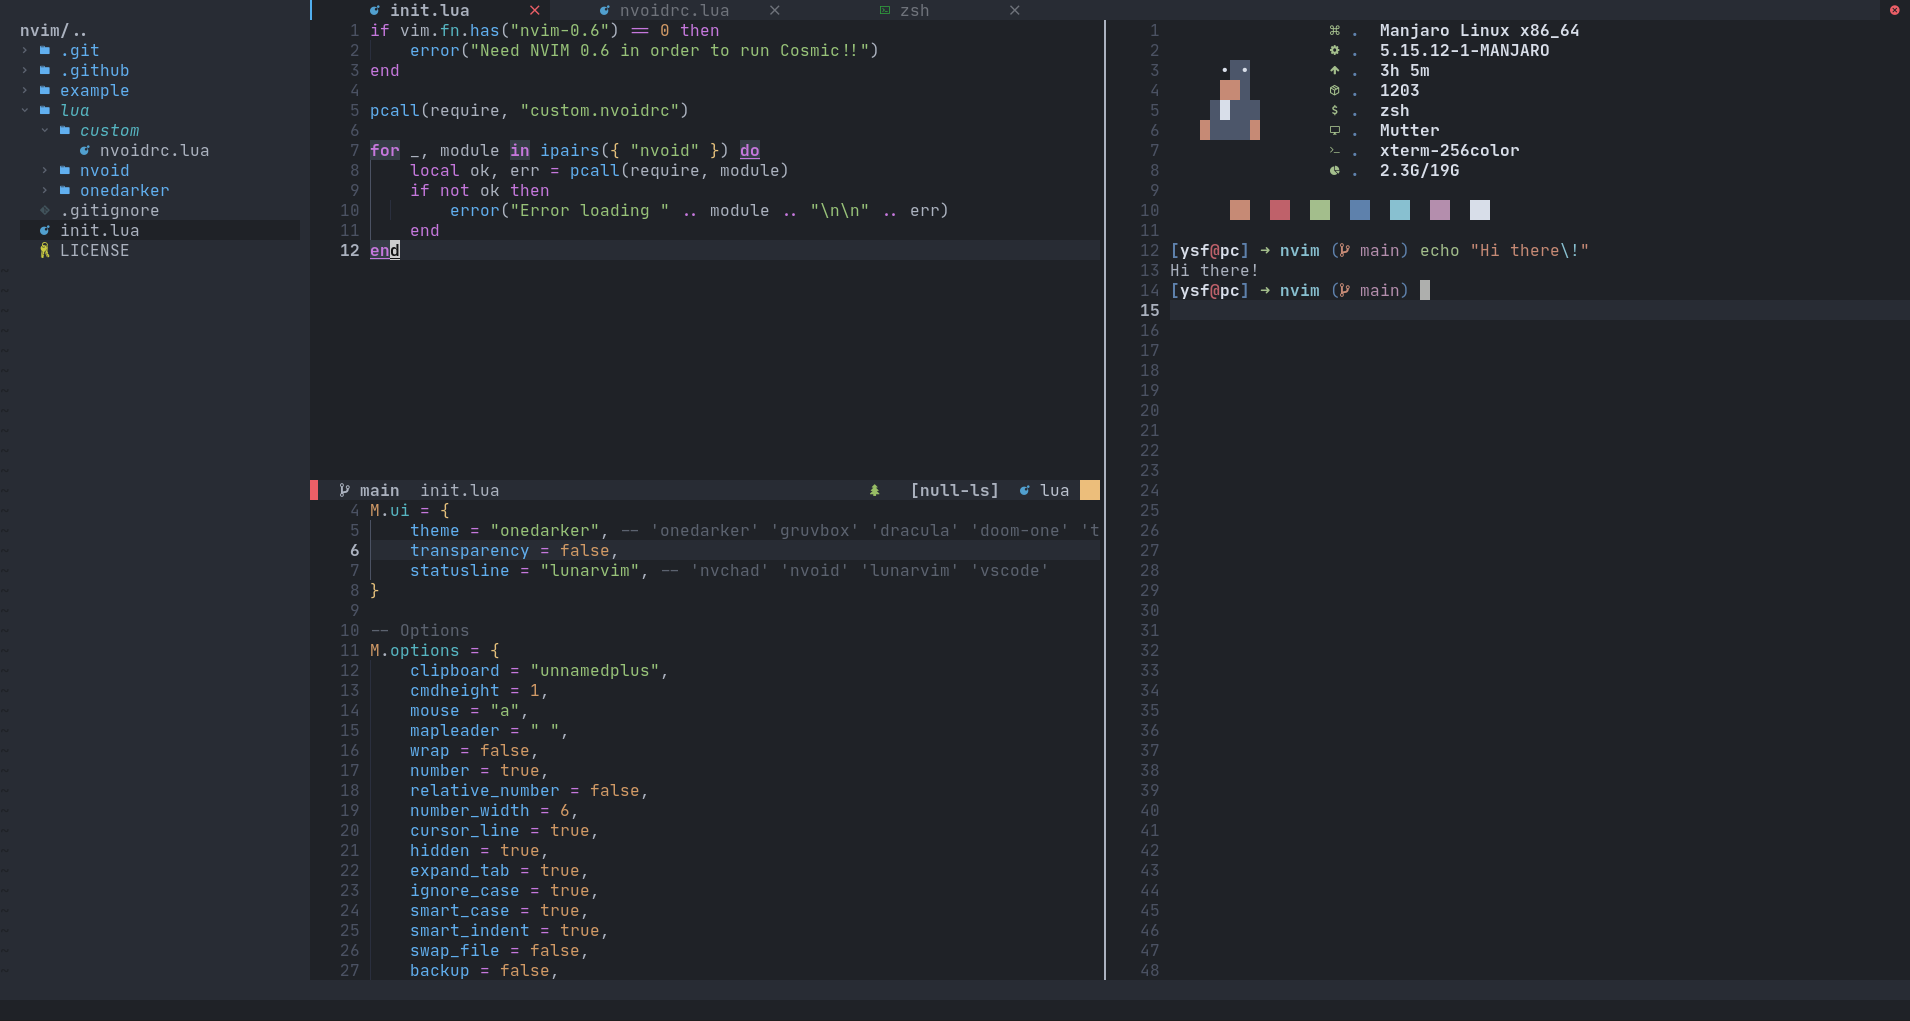 init.lua
nvoidrc.lua
zsh
nvim/..
.git
.github
example
lua
custom
nvoidrc.lua
nvoid
onedarker
.gitignore
init.lua
LICENSE
1 if vim.fn.has("nvim-0.6") == 0 then
2 error("Need NVIM 0.6 in order to run Cosmic!!")
3 end
4
5 pcall(require, "custom.nvoidrc")
6
7 for _, module in ipairs({ "nvoid" }) do
8 local ok, err = pcall(require, module)
9 if not ok then
10 error("Error loading " .. module .. "\n\n" .. err)
11 end
12 end
main init.lua [null-ls] lua
4 M.ui = {
5 theme = "onedarker", -- 'onedarker' 'gruvbox' 'dracula' 'doom-one' 't
6 transparency = false,
7 statusline = "lunarvim", -- 'nvchad' 'nvoid' 'lunarvim' 'vscode'
8 }
9
10 -- Options
11 M.options = {
12 clipboard = "unnamedplus",
13 cmdheight = 1,
14 mouse = "a",
15 mapleader = " ",
16 wrap = false,
17 number = true,
18 relative_number = false,
19 number_width = 6,
20 cursor_line = true,
21 hidden = true,
22 expand_tab = true,
23 ignore_case = true,
24 smart_case = true,
25 smart_indent = true,
26 swap_file = false,
27 backup = false,
1 ⌘ . Manjaro Linux x86_64
2 . 5.15.12-1-MANJARO
3 . 3h 5m
4 . 1203
5 $ . zsh
6 . Mutter
7 >_ . xterm-256color
8 . 2.3G/19G
9
10
11
12 [ysf@pc] ➜ nvim ( main) echo "Hi there\!"
13 Hi there!
14 [ysf@pc] ➜ nvim ( main)
15
16
17
18
19
20
21
22
23
24
25
26
27
28
29
30
31
32
33
34
35
36
37
38
39
40
41
42
43
44
45
46
47
48